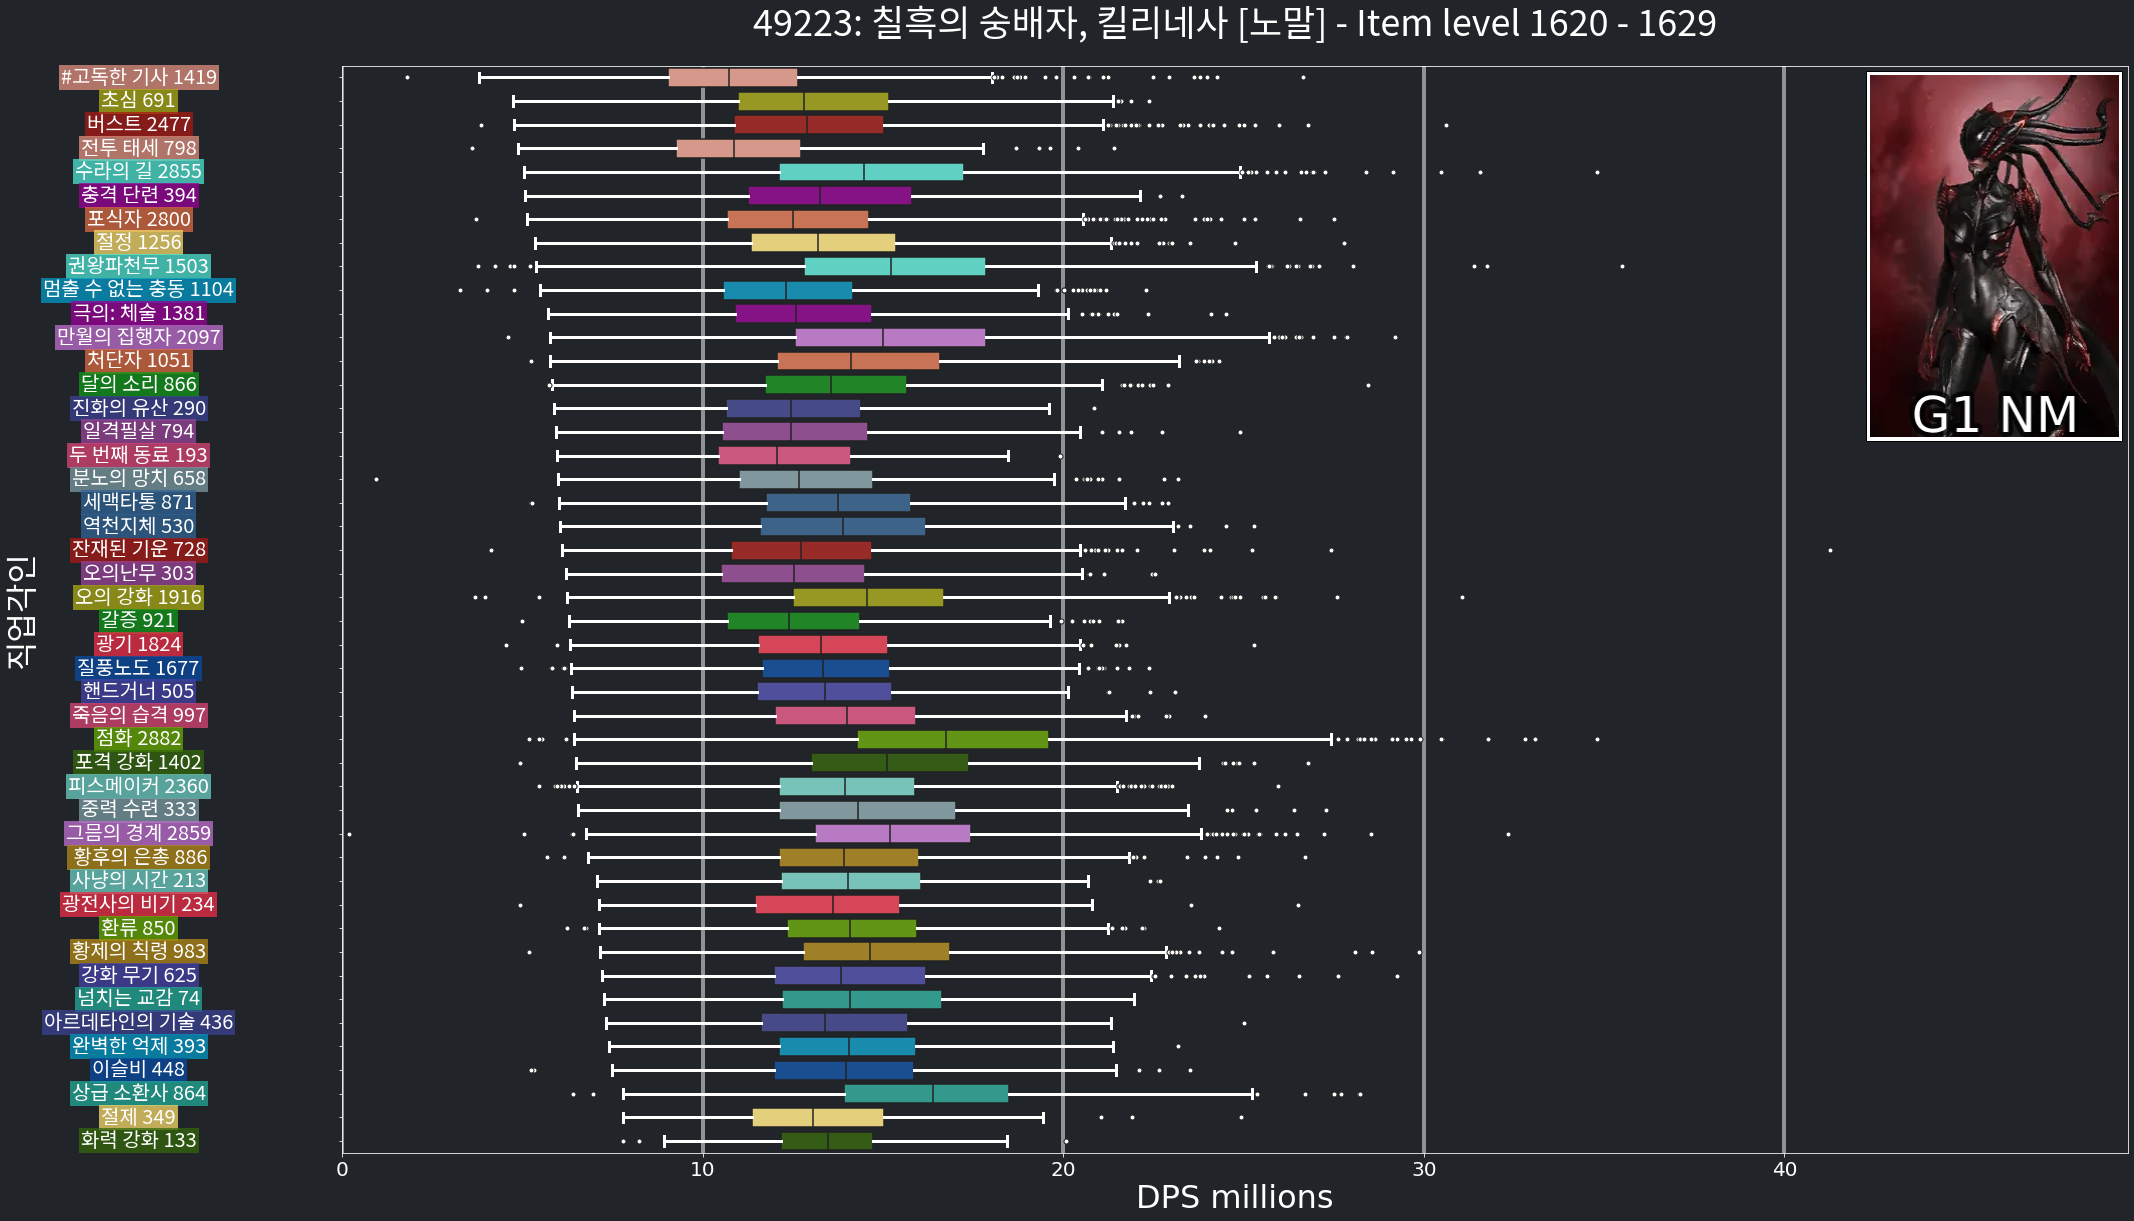 49223: 칠흑의 숭배자, 킬리네사 [노말] - Item level 1620 - 1629
#고독한 기사 1419
초심 691
버스트 2477
전투 태세 798
수라의 길 2855
충격 단련 394
포식자 2800
절정 1256
권왕파천무 1503
멈출 수 없는 충동 1104
극의: 체술 1381
만월의 집행자 2097
처단자 1051
달의 소리 866
진화의 유산 290
일격필살 794
두 번째 동료 193
분노의 망치 658
세맥타통 871
역천지체 530
잔재된 기운 728
오의난무 303
오의 강화 1916
갈증 921
광기 1824
질풍노도 1677
핸드거너 505
죽음의 습격 997
점화 2882
포격 강화 1402
피스메이커 2360
중력 수련 333
그믐의 경계 2859
황후의 은총 886
사냥의 시간 213
광전사의 비기 234
환류 850
황제의 칙령 983
강화 무기 625
넘치는 교감 74
아르데타인의 기술 436
완벽한 억제 393
이슬비 448
상급 소환사 864
절제 349
화력 강화 133
직업각인
G1 NM
0 10 20 30 40
DPS millions